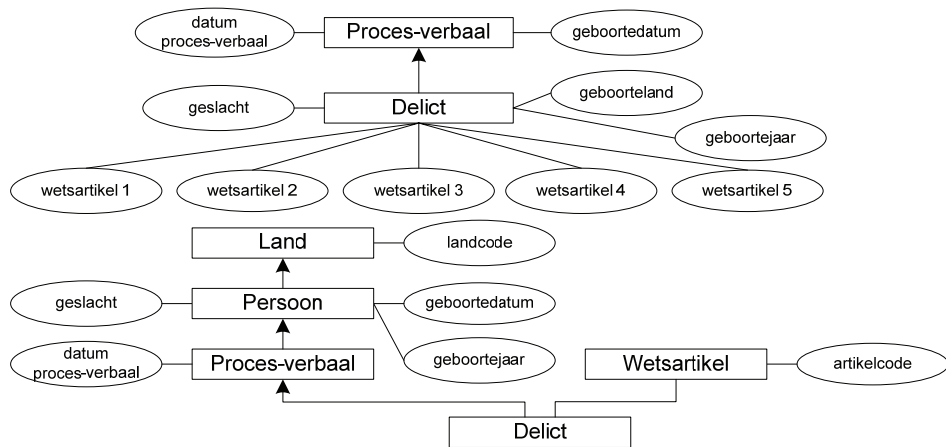 datum
proces-verbaal
Proces-verbaal
geboortedatum
geslacht
Delict
geboorteland
geboortejaar
wetsartikel 1
wetsartikel 2
wetsartikel 3
wetsartikel 4
wetsartikel 5
Land
landcode
geslacht
Persoon
geboortedatum
datum
proces-verbaal
Proces-verbaal
geboortejaar
Wetsartikel
artikelcode
Delict